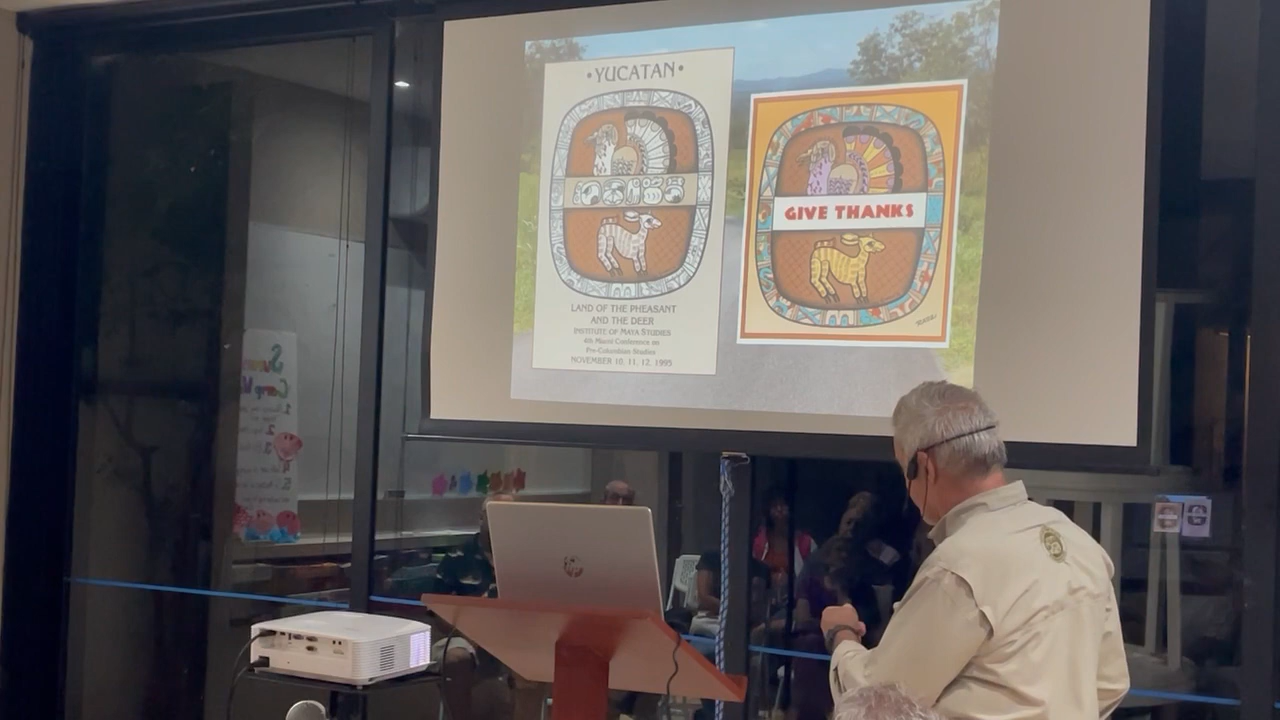 •YUCATAN•
LAND OF THE PHEASANT
AND THE DEER
INSTITUTE OF MAYA STUDIES
4th Miami Conference on
Pre-Columbian Studies
NOVEMBER 10, 11, 12, 1995
GIVE THANKS